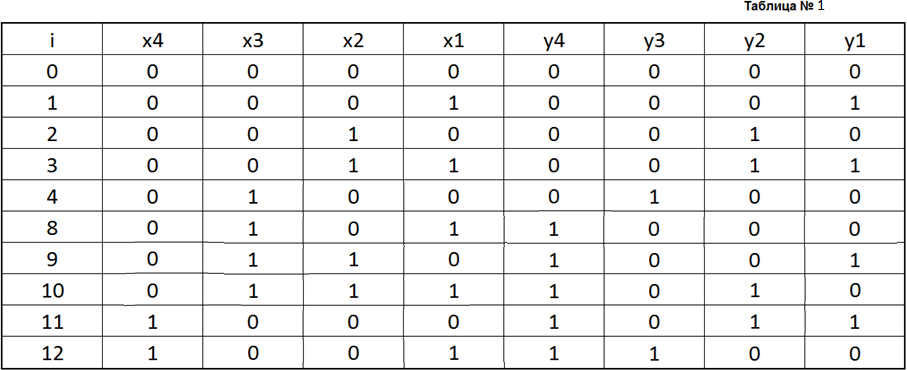 Таблица № 1
i x4 x3 x2 x1 y4 y3 y2 y1
0 0 0 0 0 0 0 0 0
1 0 0 0 1 0 0 0 1
2 0 0 1 0 0 0 1 0
3 0 0 1 1 0 0 1 1
4 0 1 0 0 0 1 0 0
8 0 1 0 1 1 0 0 0
9 0 1 1 0 1 0 0 1
10 0 1 1 1 1 0 1 0
11 1 0 0 0 1 0 1 1
12 1 0 0 1 1 1 0 0